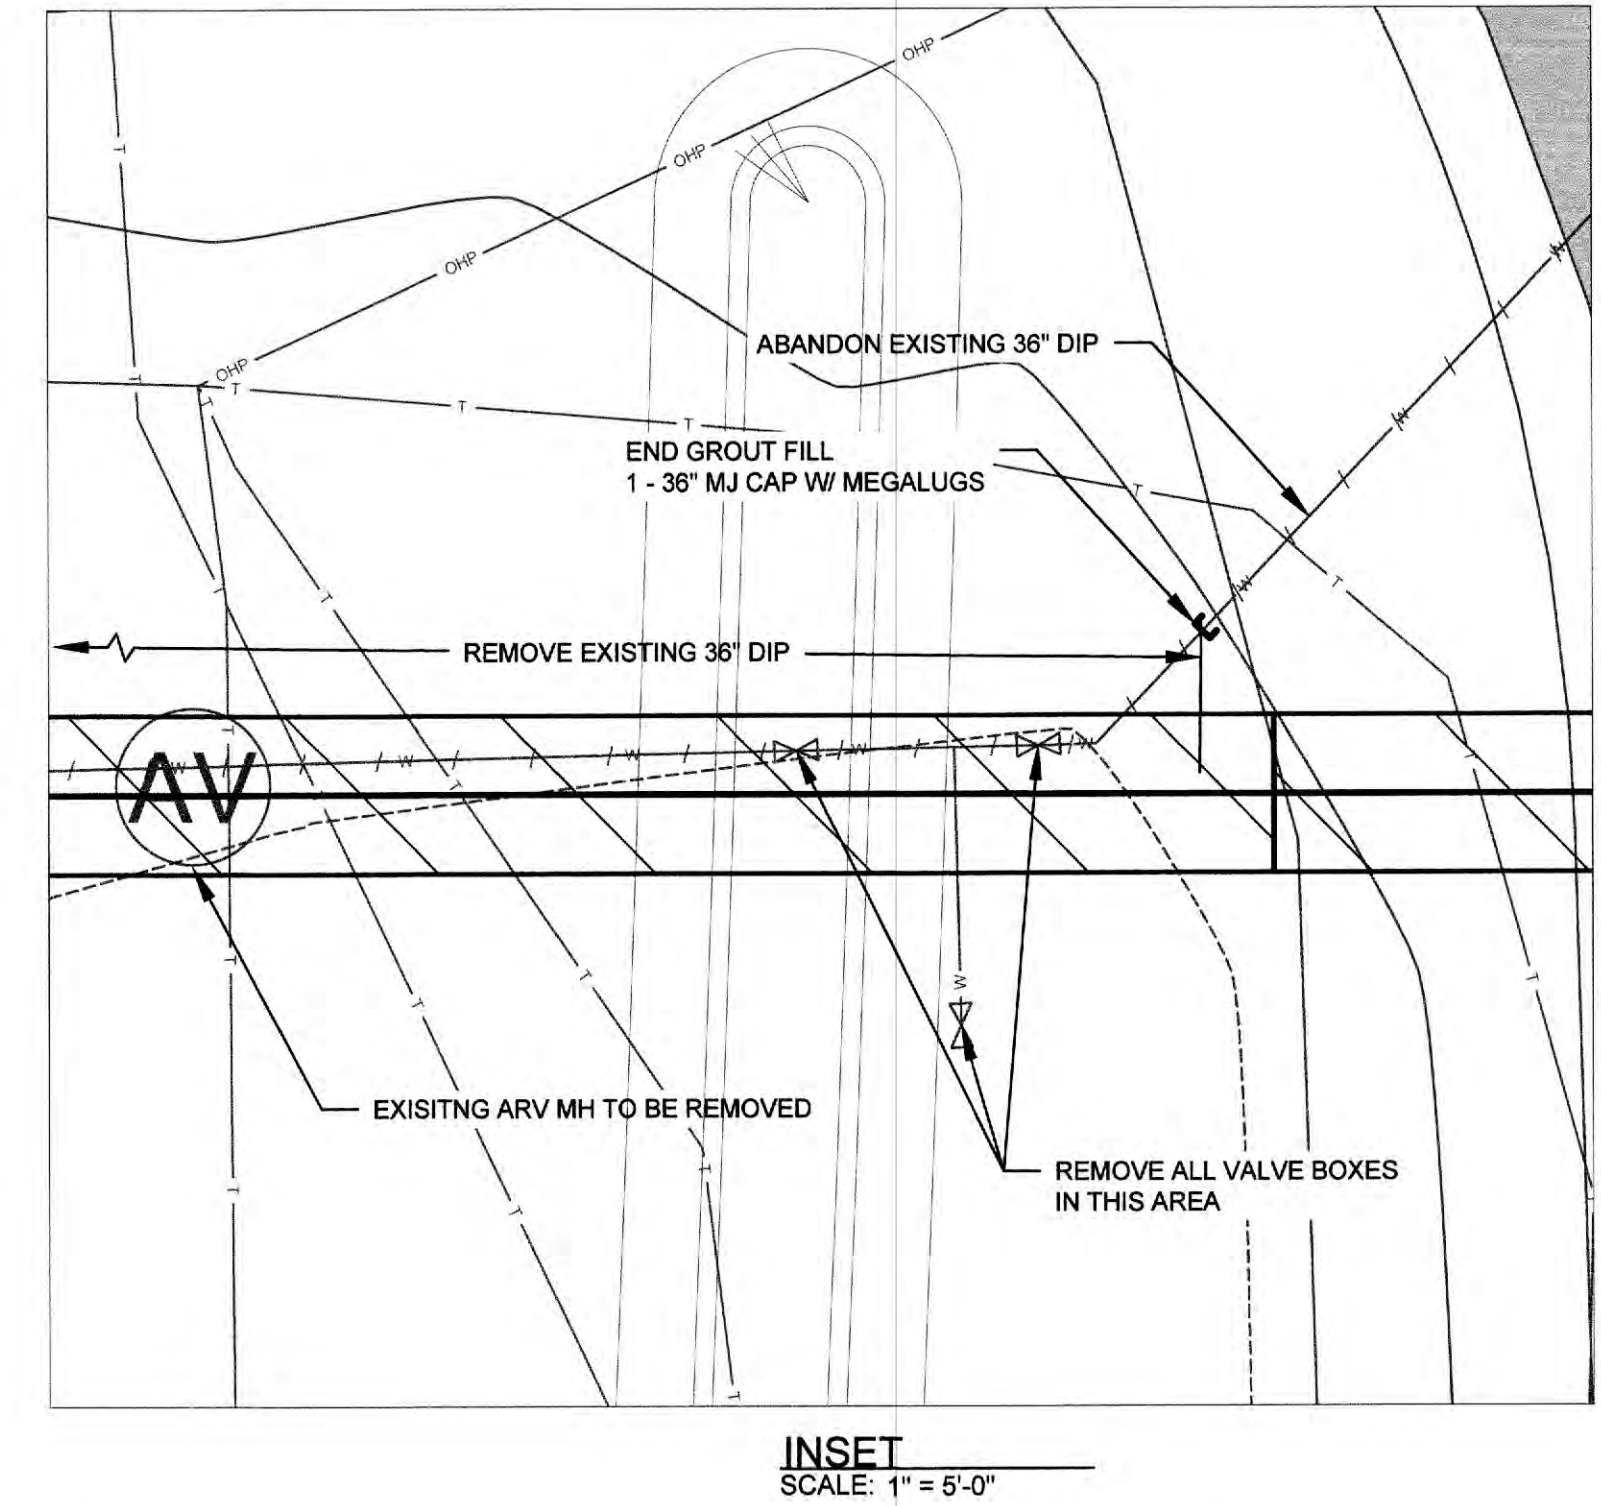 OHP
OHP
OHP
OHP
T
T
T
T
T
T
ABANDON EXISTING 36" DIP
W
W
END GROUT FILL
1 - 36" MJ CAP W/ MEGALUGS
T
T
W
T
T
REMOVE EXISTING 36" DIP
AV
W
T
W
W
W
W
T
T
T
T
T
T
W
T
EXISITNG ARV MH TO BE REMOVED
REMOVE ALL VALVE BOXES
IN THIS AREA
T
T
T
T
INSET
SCALE: 1" = 5'-0"